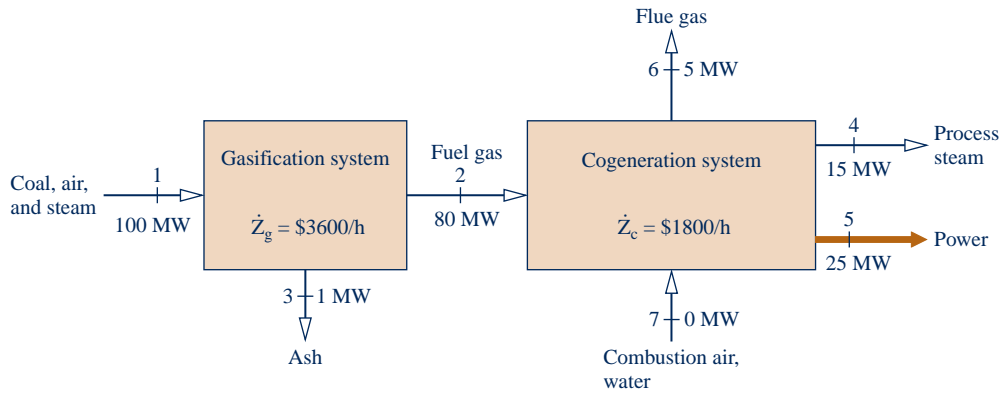 Flue gas
6
5 MW
Gasification system
Ż_g = $3600/h
Fuel gas
2
80 MW
Cogeneration system
Ż_c = $1800/h
4
15 MW
Process
steam
5
25 MW
Power
Coal, air,
and steam
1
100 MW
3
1 MW
Ash
7
0 MW
Combustion air,
water